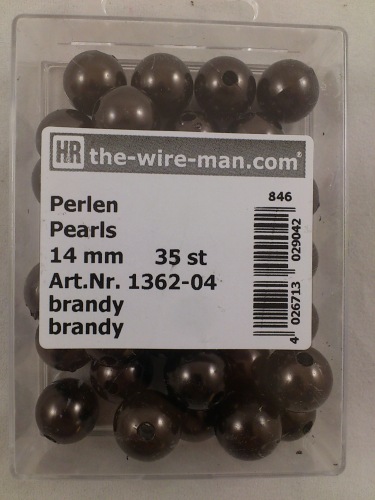 HR the-wire-man.com®
846
Perlen
Pearls
14 mm 35 st
Art.Nr. 1362-04
brandy
brandy
4 026713 029042